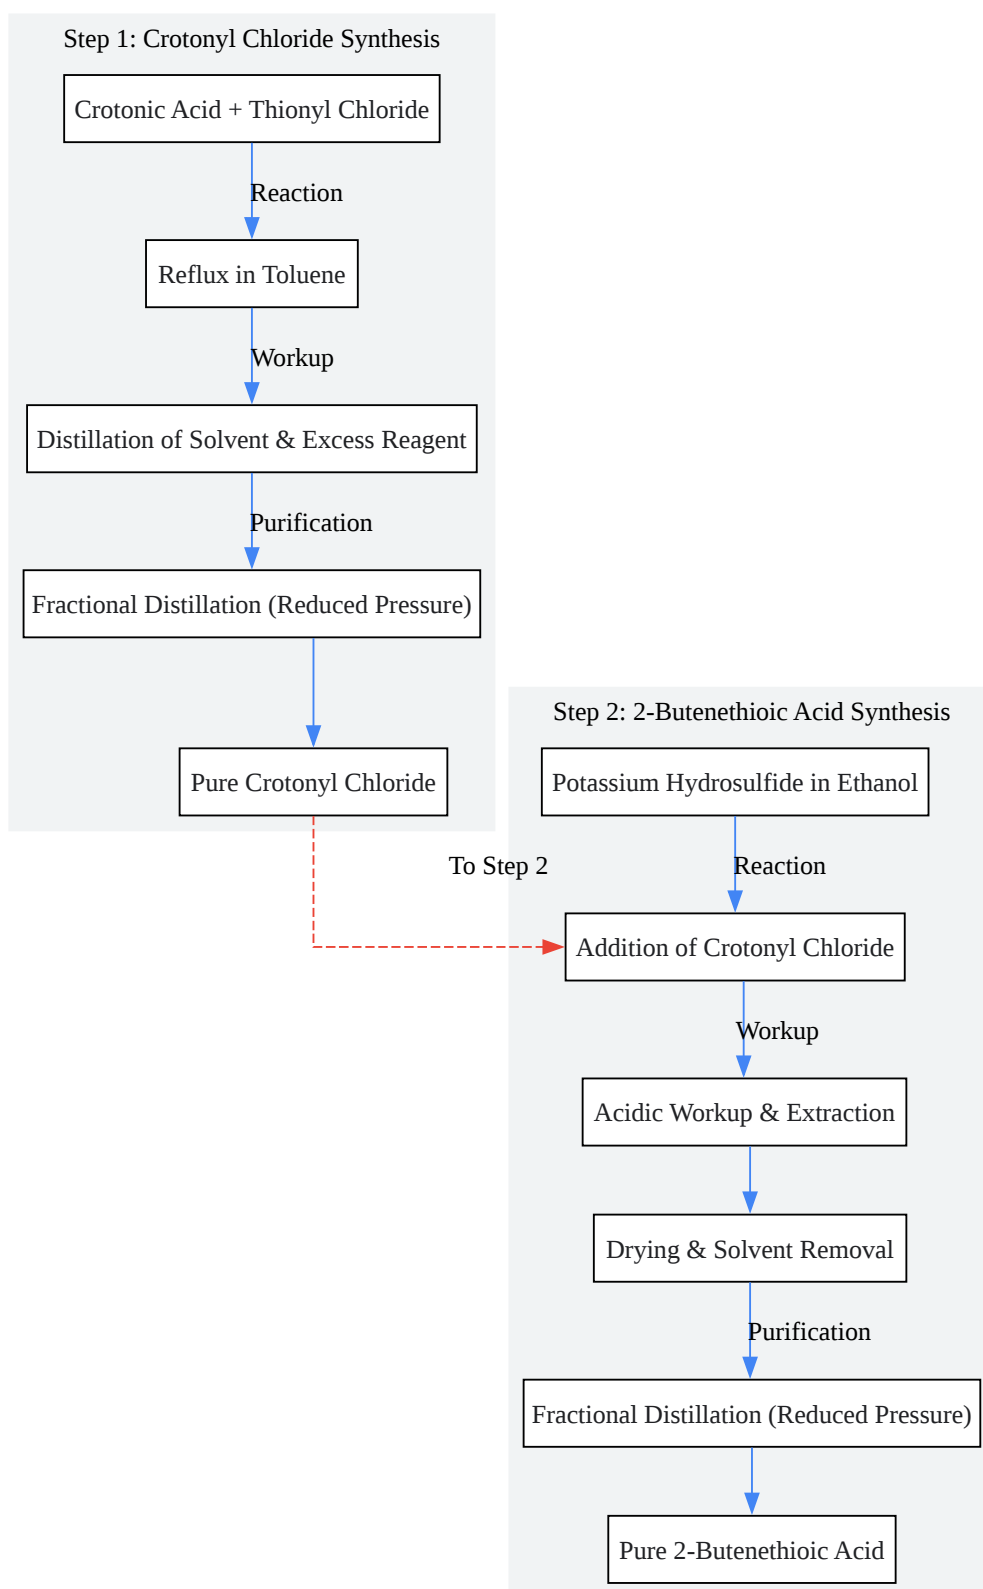 Step 1: Crotonyl Chloride Synthesis
Crotonic Acid + Thionyl Chloride
Reaction
Reflux in Toluene
Workup
Distillation of Solvent & Excess Reagent
Purification
Fractional Distillation (Reduced Pressure)
Pure Crotonyl Chloride
To Step 2
Step 2: 2-Butenethioic Acid Synthesis
Potassium Hydrosulfide in Ethanol
Reaction
Addition of Crotonyl Chloride
Workup
Acidic Workup & Extraction
Drying & Solvent Removal
Purification
Fractional Distillation (Reduced Pressure)
Pure 2-Butenethioic Acid